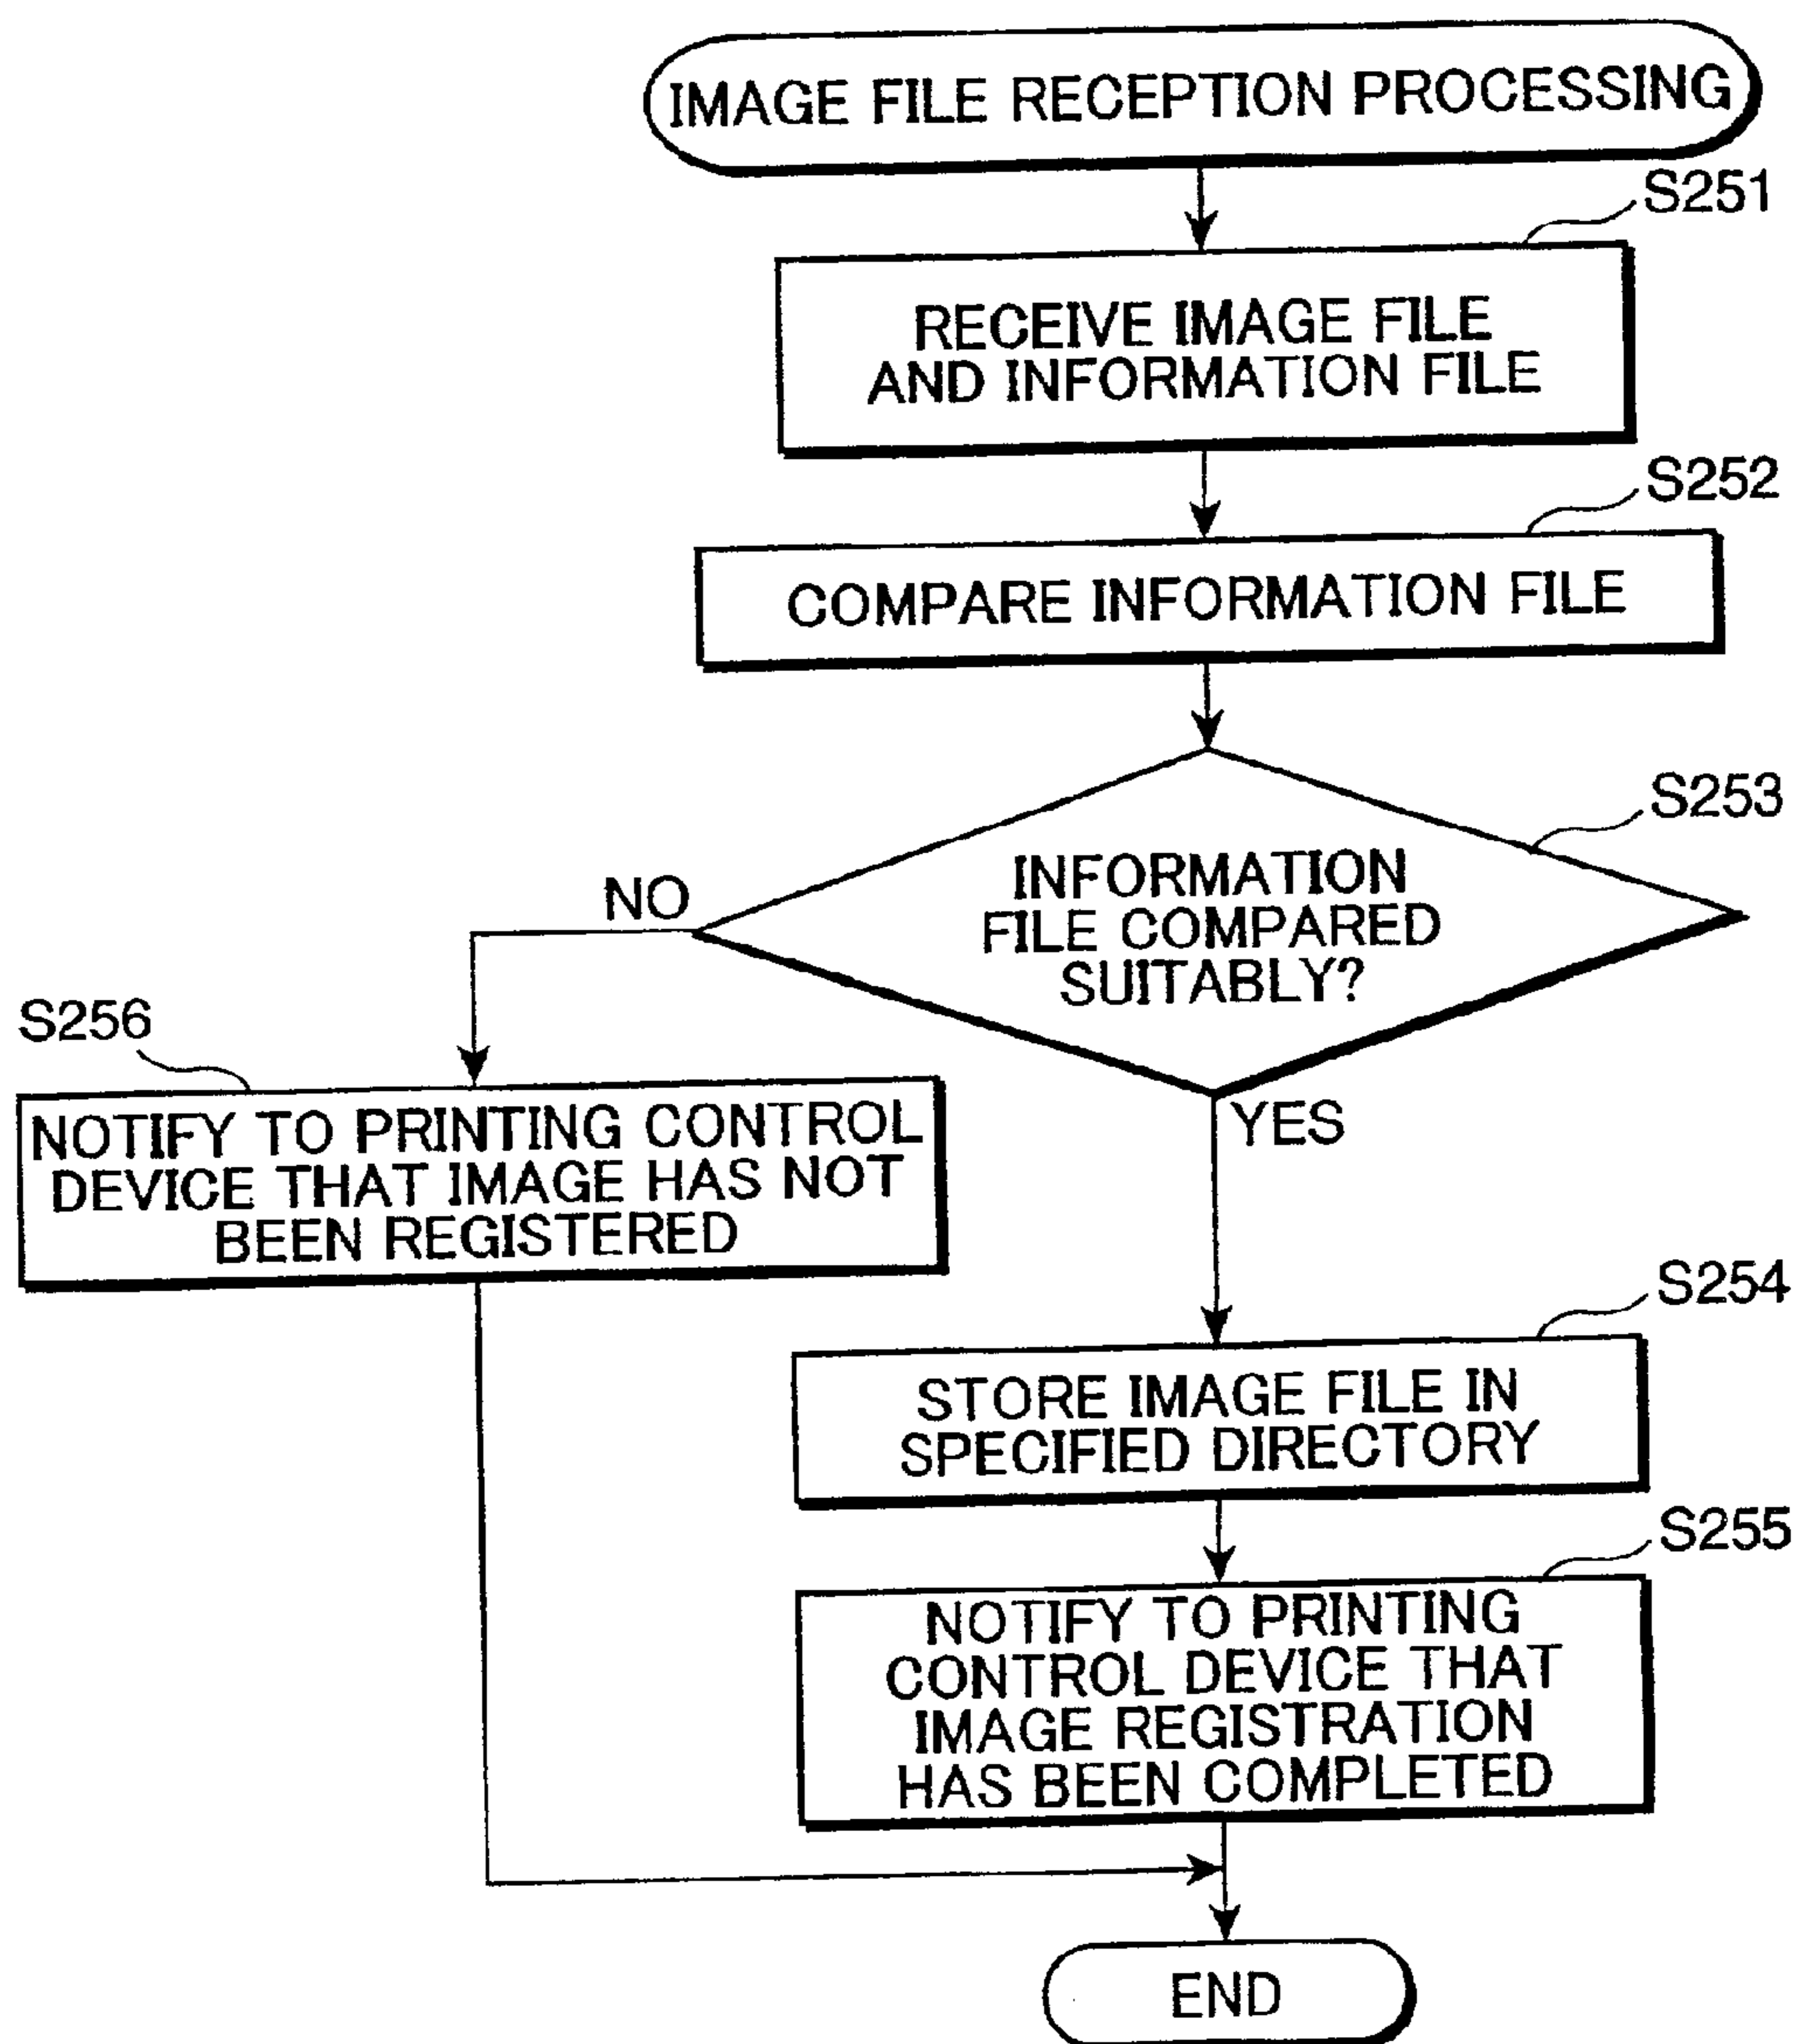 IMAGE FILE RECEPTION PROCESSING
S251
RECEIVE IMAGE FILE
AND INFORMATION FILE
S252
COMPARE INFORMATION FILE
S253
INFORMATION
FILE COMPARED
SUITABLY?
NO
YES
S256
NOTIFY TO PRINTING CONTROL
DEVICE THAT IMAGE HAS NOT
BEEN REGISTERED
S254
STORE IMAGE FILE IN
SPECIFIED DIRECTORY
S255
NOTIFY TO PRINTING
CONTROL DEVICE THAT
IMAGE REGISTRATION
HAS BEEN COMPLETED
END